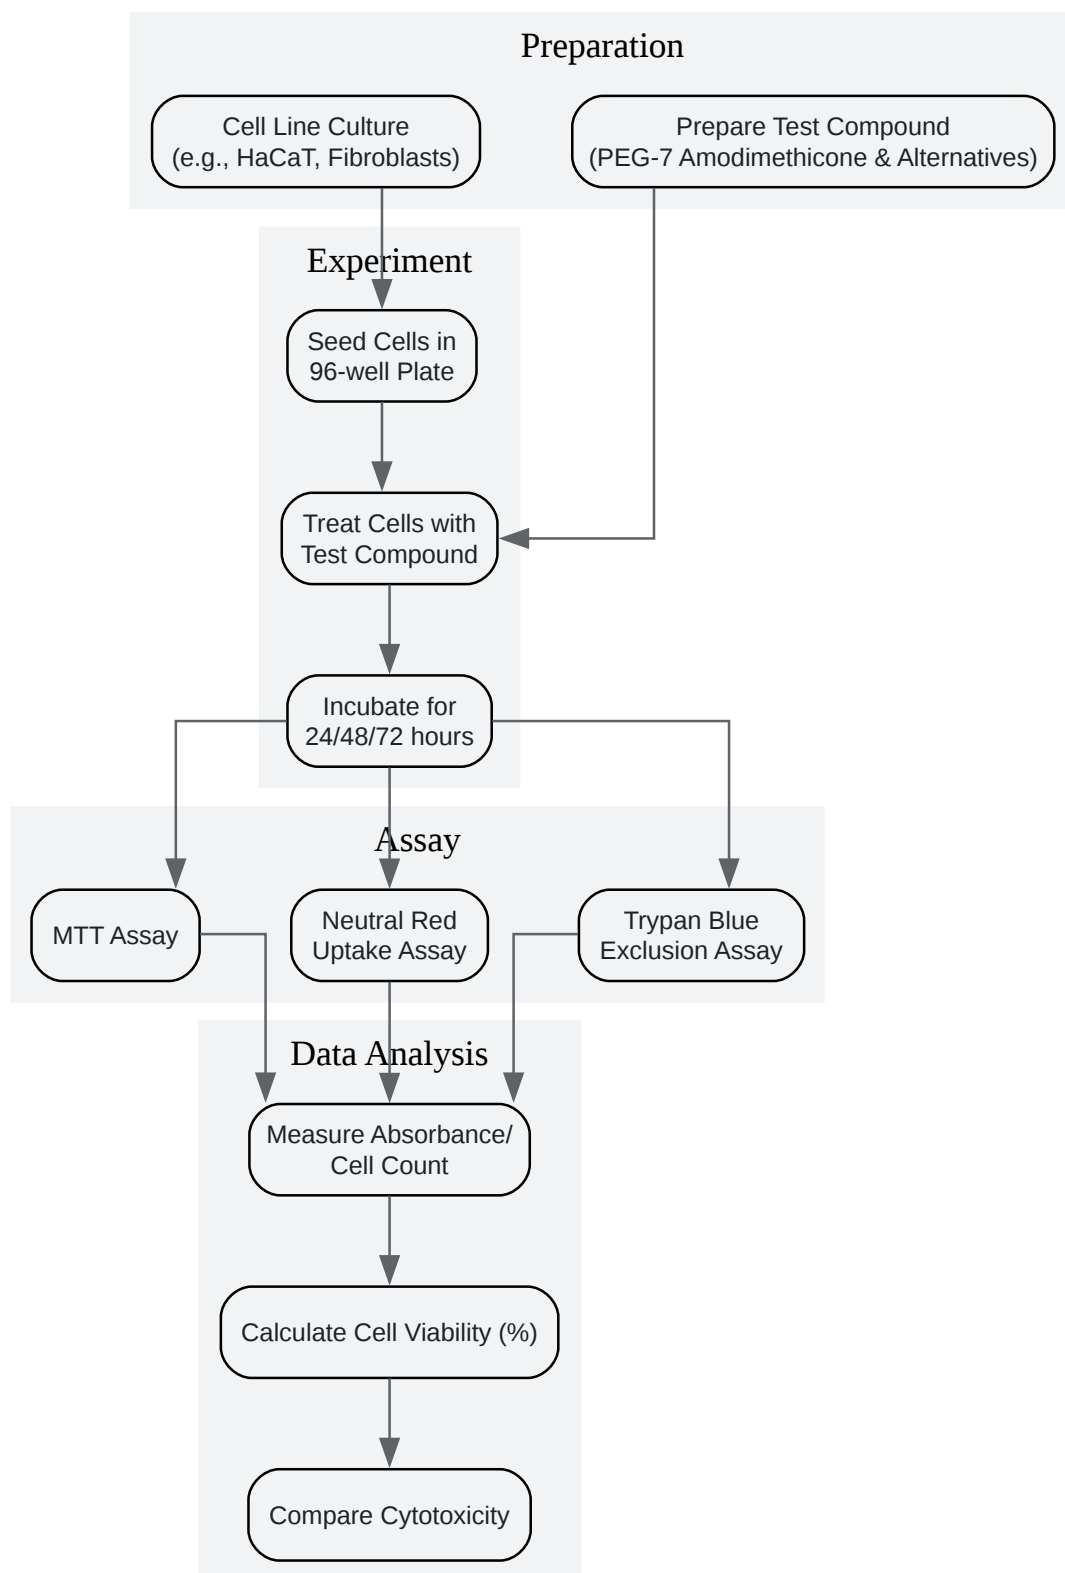 Preparation
Cell Line Culture
(e.g., HaCaT, Fibroblasts)
Prepare Test Compound
(PEG-7 Amodimethicone & Alternatives)
Experiment
Seed Cells in
96-well Plate
Treat Cells with
Test Compound
Incubate for
24/48/72 hours
Assay
MTT Assay
Neutral Red
Uptake Assay
Trypan Blue
Exclusion Assay
Data Analysis
Measure Absorbance/
Cell Count
Calculate Cell Viability (%)
Compare Cytotoxicity